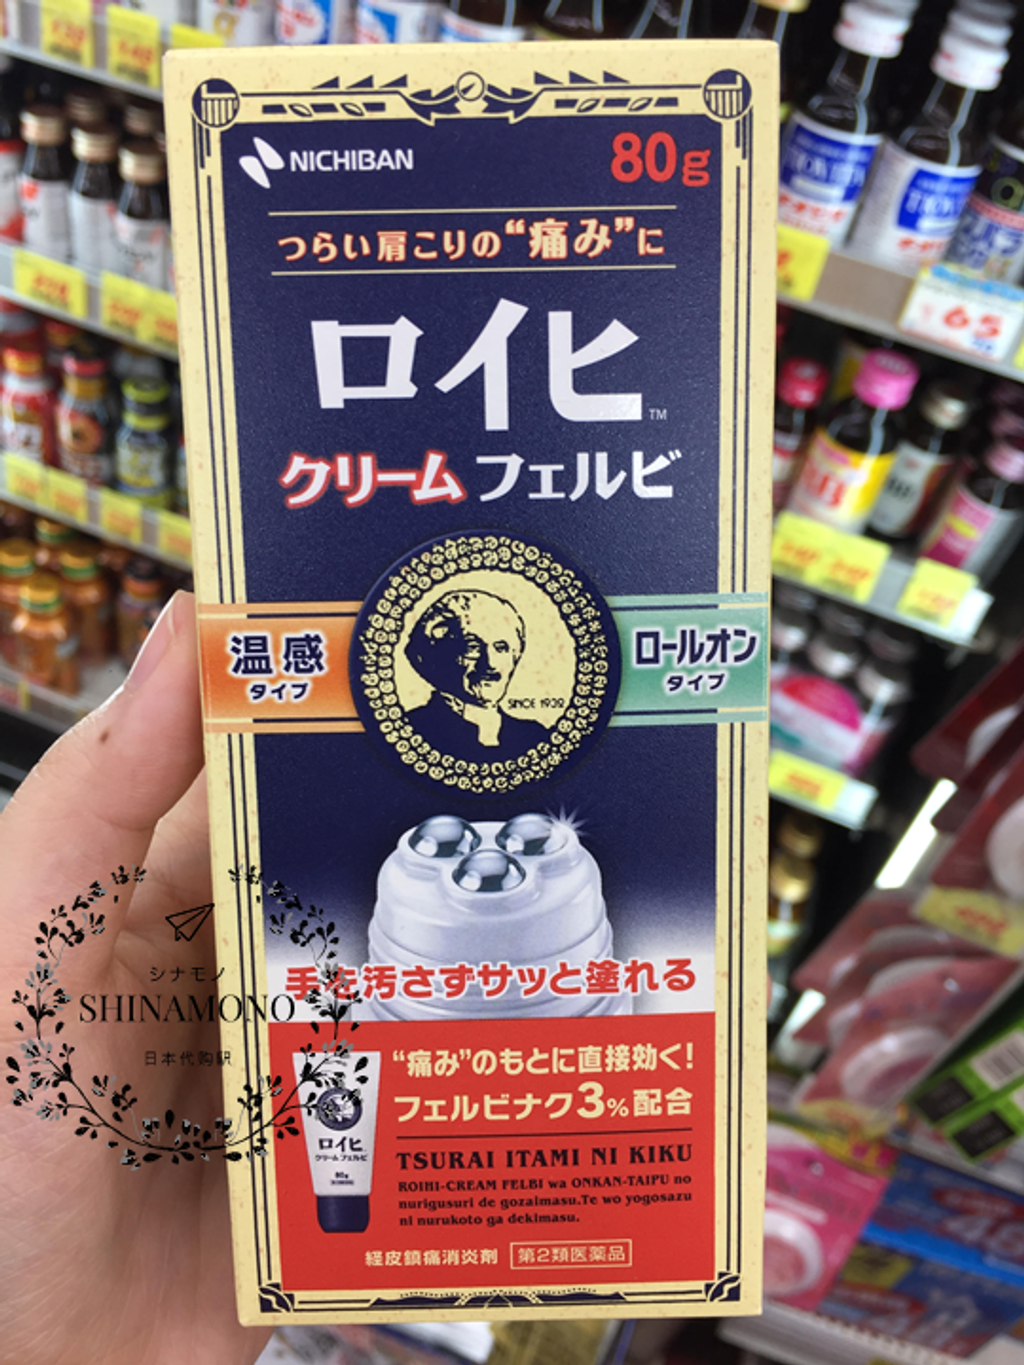 NICHIBAN
80g
つらい肩こりの“痛み”に
ロイヒ™
クリームフェルビ
温感
タイプ
SINCE 1932
ロールオン
タイプ
手を汚さずサッと塗れる
シナモノ
SHINAMONO
日本代购駅
“痛み”のもとに直接効く!
フェルビナク3%配合
ロイヒ
クリームフェルビ
80g
TSURAI ITAMI NI KIKU
ROIHI-CREAM FELBI wa ONKAN-TAIPU no
nurigusuri de gozaimasu.Te wo yogosazu
ni nurukoto ga dekimasu.
経皮鎮痛消炎剤
第2類医薬品
65